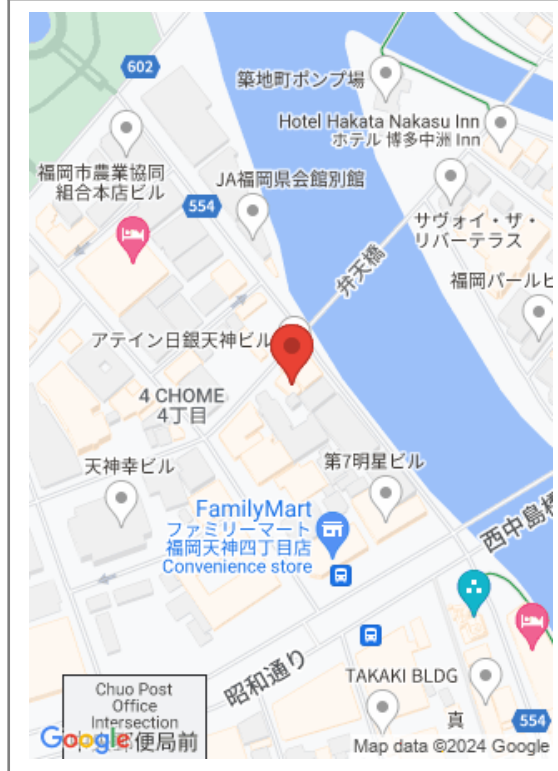 602
築地町ポンプ場
Hotel Hakata Nakasu Inn
ホテル 博多中洲 Inn
福岡市農業協同
組合本店ビル
JA福岡県会館別館
554
サヴォイ・ザ・
リバーテラス
弁天橋
福岡パールビ
アテイン日銀天神ビル
4 CHOME
4丁目
天神幸ビル
第7明星ビル
FamilyMart
ファミリーマート
福岡天神四丁目店
Convenience store
西中島橋
昭和通り
TAKAKI BLDG
Chuo Post
Office
Intersection
便局前
真
554
Google
Map data ©2024 Google